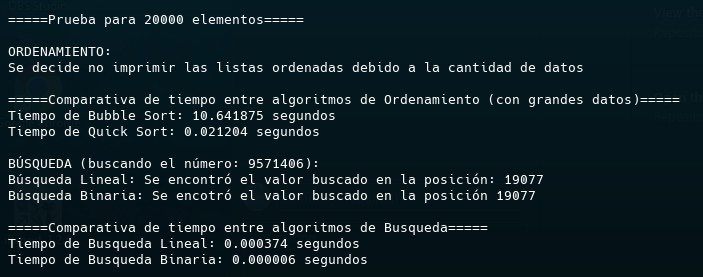 =====Prueba para 20000 elementos=====
ORDENAMIENTO:
Se decide no imprimir las listas ordenadas debido a la cantidad de datos
=====Comparativa de tiempo entre algoritmos de Ordenamiento (con grandes datos)=====
Tiempo de Bubble Sort: 10.641875 segundos
Tiempo de Quick Sort: 0.021204 segundos
BÚSQUEDA (buscando el número: 9571406):
Búsqueda Lineal: Se encontró el valor buscado en la posición: 19077
Búsqueda Binaria: Se encontró el valor buscado en la posición 19077
=====Comparativa de tiempo entre algoritmos de Busqueda=====
Tiempo de Busqueda Lineal: 0.000374 segundos
Tiempo de Busqueda Binaria: 0.000006 segundos